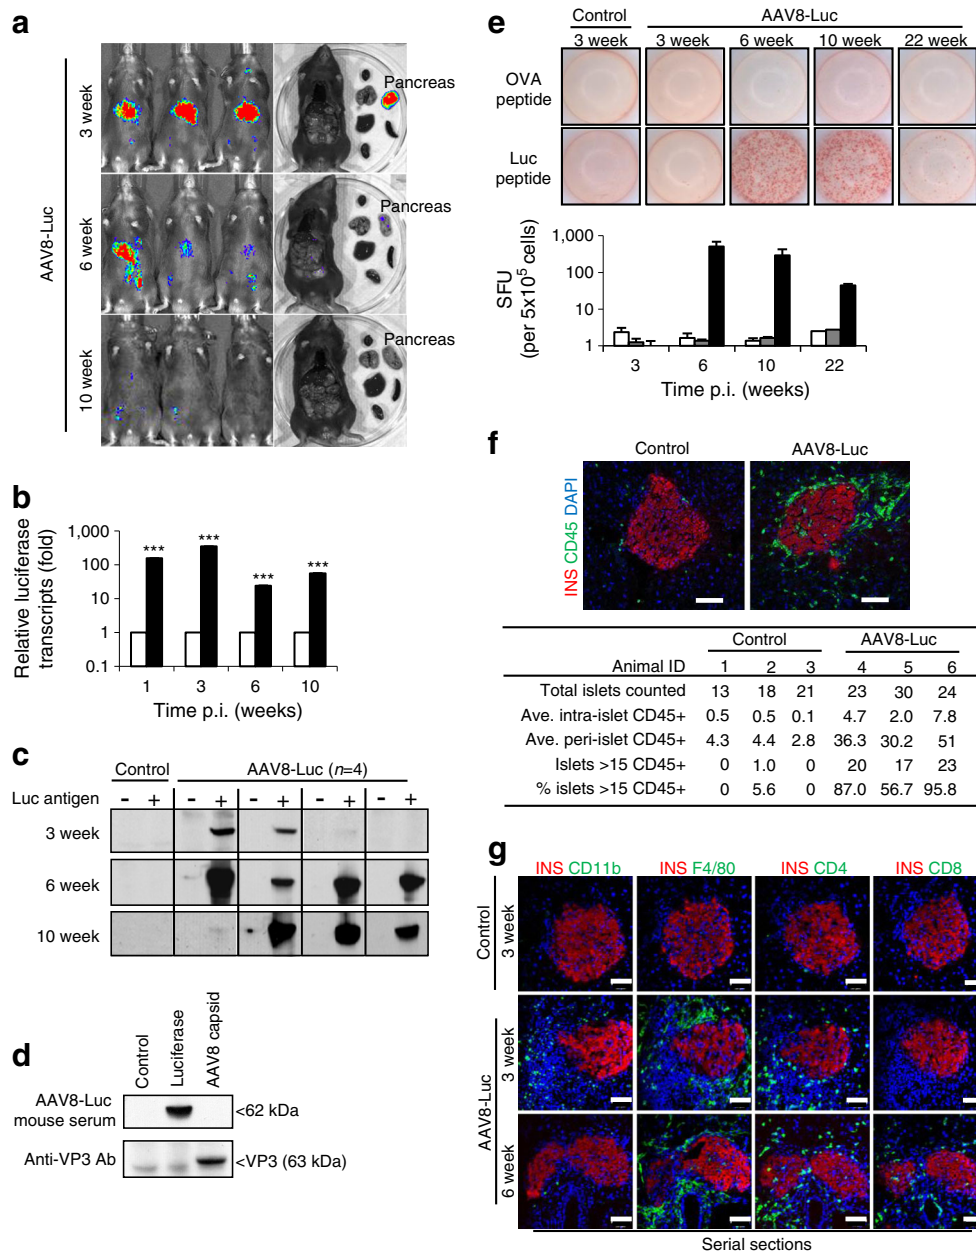 a
AAV8-Luc
3 week
Pancreas
6 week
Pancreas
10 week
Pancreas
b
Relative luciferase
transcripts (fold)
1,000
100
10
1
0.1
*** *** *** ***
1 3 6 10
Time p.i. (weeks)
c
Control AAV8-Luc (n=4)
Luc antigen - + - + - + - + - +
3 week
6 week
10 week
d
Control
Luciferase
AAV8 capsid
AAV8-Luc
mouse serum
<62 kDa
Anti-VP3 Ab
<VP3 (63 kDa)
e
Control AAV8-Luc
3 week 3 week 6 week 10 week 22 week
OVA
peptide
Luc
peptide
SFU
(per 5x10⁵ cells)
1,000
100
10
1
3 6 10 22
Time p.i. (weeks)
f
Control AAV8-Luc
INS CD45 DAPI
Control AAV8-Luc
Animal ID 1 2 3 4 5 6
Total islets counted 13 18 21 23 30 24
Ave. intra-islet CD45+ 0.5 0.5 0.1 4.7 2.0 7.8
Ave. peri-islet CD45+ 4.3 4.4 2.8 36.3 30.2 51
Islets >15 CD45+ 0 1.0 0 20 17 23
% islets >15 CD45+ 0 5.6 0 87.0 56.7 95.8
g
INS CD11b INS F4/80 INS CD4 INS CD8
Control
3 week
AAV8-Luc
3 week
6 week
Serial sections